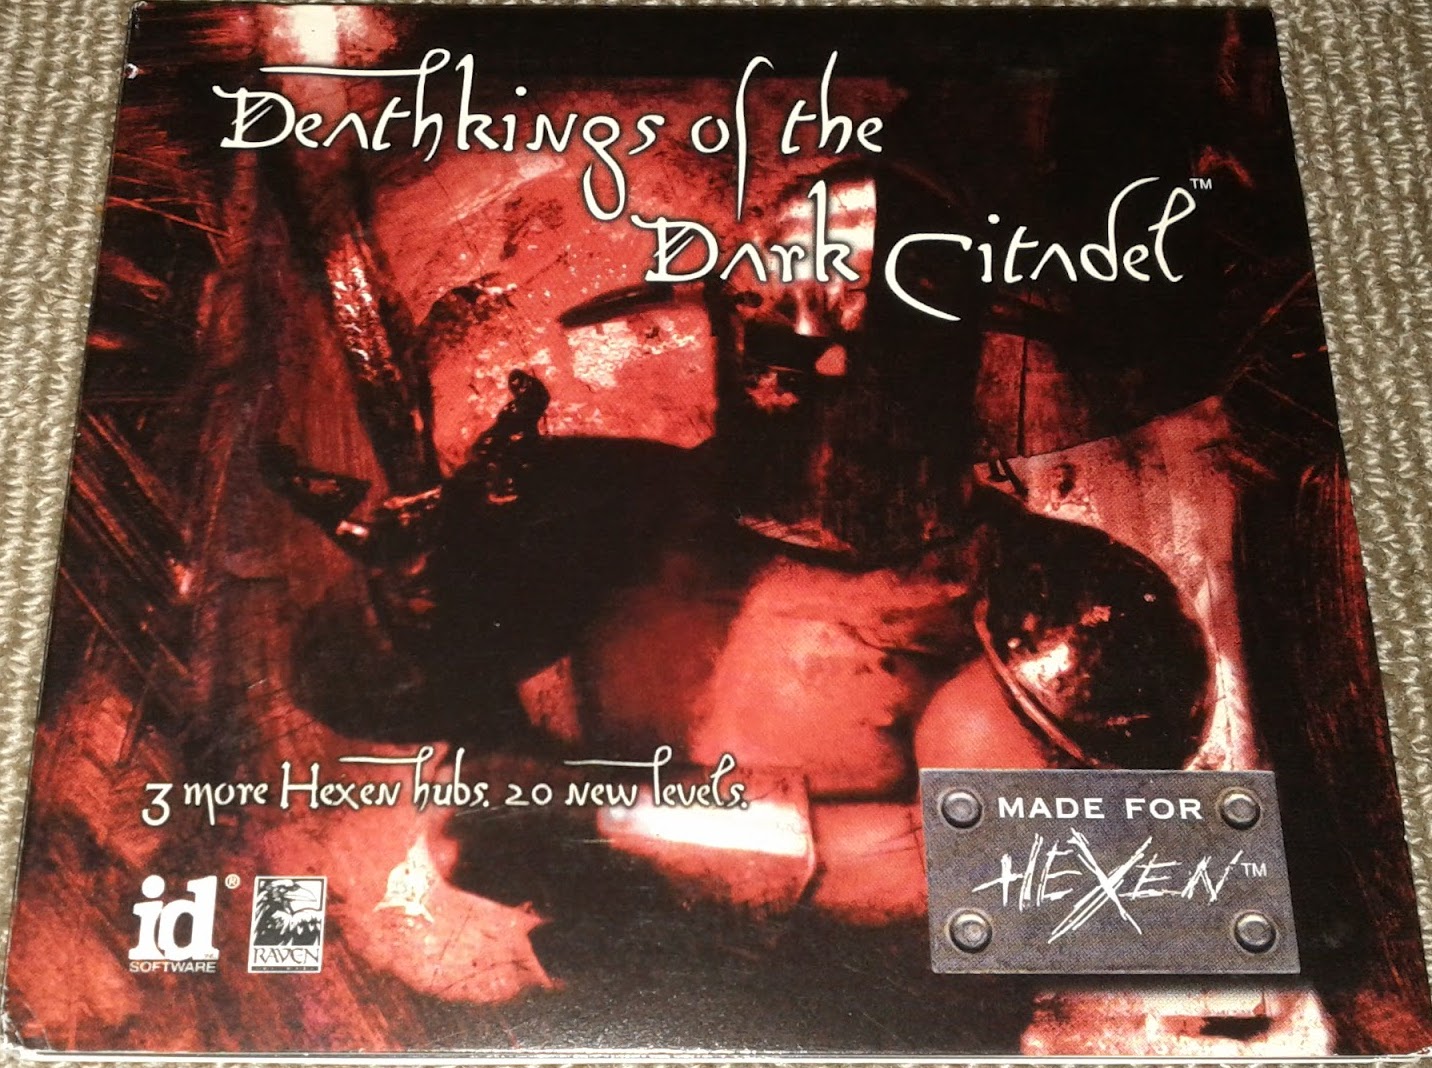 Deathkings of the
Dark Citadel™
3 more Hexen hubs. 20 new levels.
MADE FOR
HEXEN™
id®
SOFTWARE
RAVEN